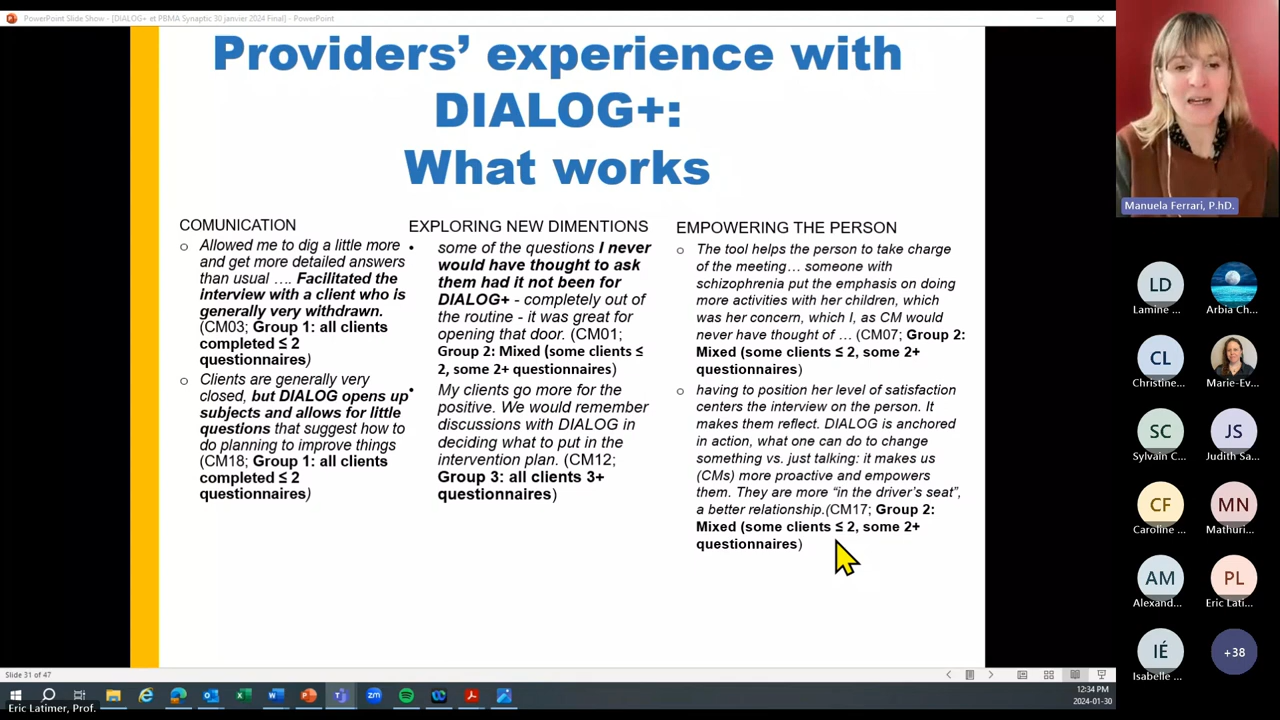 PowerPoint Slide Show - [DIALOG+ et PBMA Synaptic 30 janvier 2024 Final] - PowerPoint
Providers’ experience with
DIALOG+:
What works
COMUNICATION
○ Allowed me to dig a little more
and get more detailed answers
than usual …. Facilitated the
interview with a client who is
generally very withdrawn.
(CM03; Group 1: all clients
completed ≤ 2
questionnaires)
○ Clients are generally very
closed, but DIALOG opens up
subjects and allows for little
questions that suggest how to
do planning to improve things
(CM18; Group 1: all clients
completed ≤ 2
questionnaires)
EXPLORING NEW DIMENTIONS
• some of the questions I never
would have thought to ask
them had it not been for
DIALOG+ - completely out of
the routine - it was great for
opening that door. (CM01;
Group 2: Mixed (some clients ≤
2, some 2+ questionnaires)
• My clients go more for the
positive. We would remember
discussions with DIALOG in
deciding what to put in the
intervention plan. (CM12;
Group 3: all clients 3+
questionnaires)
EMPOWERING THE PERSON
○ The tool helps the person to take charge
of the meeting… someone with
schizophrenia put the emphasis on doing
more activities with her children, which
was her concern, which I, as CM would
never have thought of … (CM07; Group 2:
Mixed (some clients ≤ 2, some 2+
questionnaires)
○ having to position her level of satisfaction
centers the interview on the person. It
makes them reflect. DIALOG is anchored
in action, what one can do to change
something vs. just talking: it makes us
(CMs) more proactive and empowers
them. They are more “in the driver’s seat”,
a better relationship.(CM17; Group 2:
Mixed (some clients ≤ 2, some 2+
questionnaires)
Slide 31 of 47
12:34 PM
2024-01-30
Eric Latimer, Prof.
Manuela Ferrari, P.hD.
LD
Lamine ...
Arbia Ch...
CL
Christine...
Marie-Ev...
SC
Sylvain C...
JS
Judith Sa...
CF
Caroline ...
MN
Mathuri...
AM
Alexand...
PL
Eric Lati...
IÉ
Isabelle ...
+38